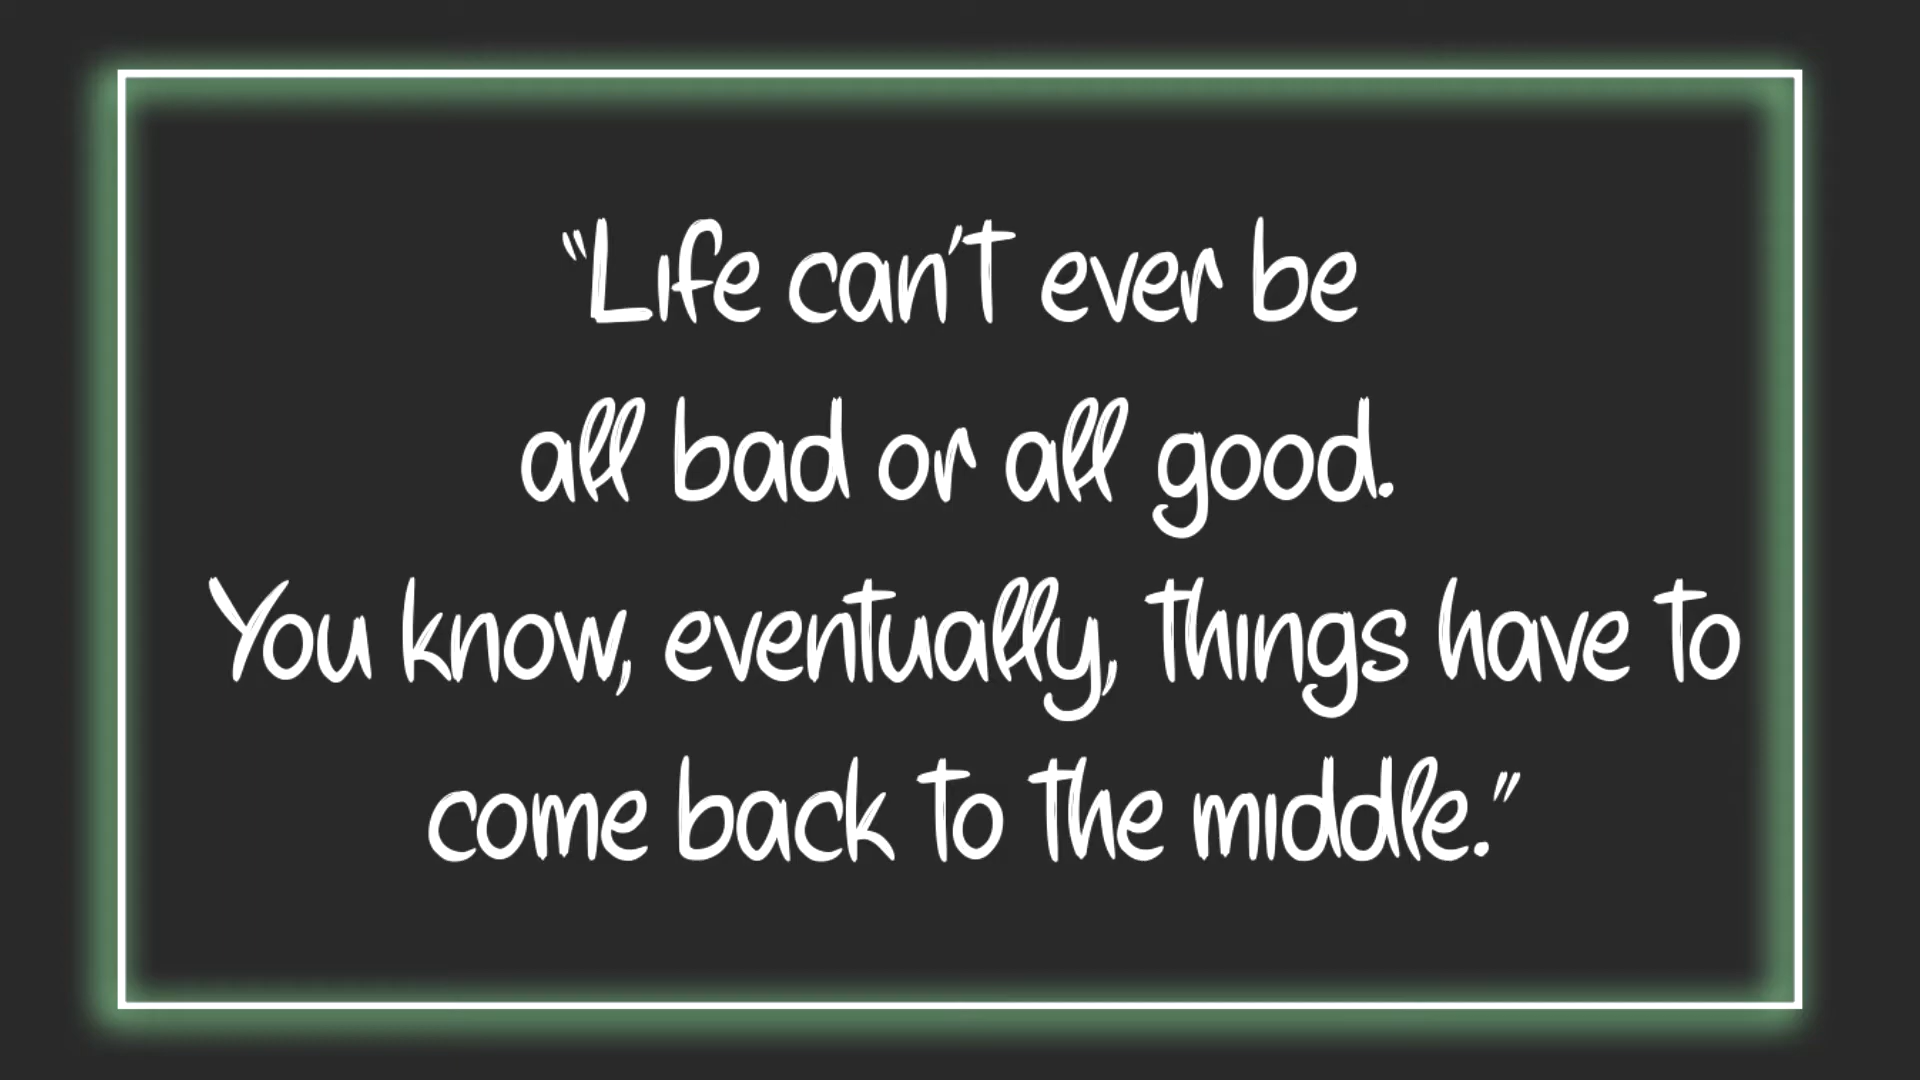 “Life can't ever be
all bad or all good.
You know, eventually, things have to
come back to the middle.”